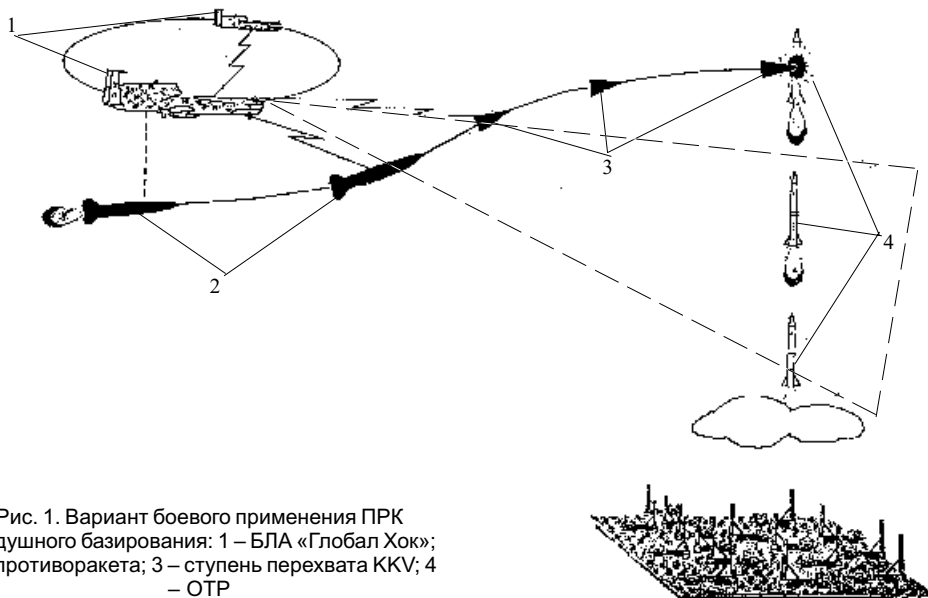 1
3
4
2
Рис. 1. Вариант боевого применения ПРК
душного базирования: 1 – БЛА «Глобал Хок»;
противоракета; 3 – ступень перехвата KKV; 4
– ОТР